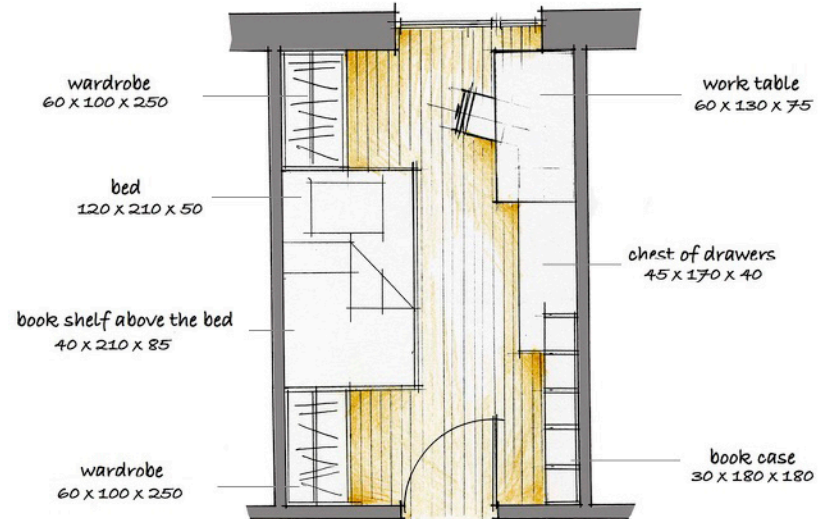 wardrobe
60 x 100 x 250
bed
120 x 210 x 50
book shelf above the bed
40 x 210 x 85
wardrobe
60 x 100 x 250
work table
60 x 130 x 75
chest of drawers
45 x 170 x 40
book case
30 x 180 x 180